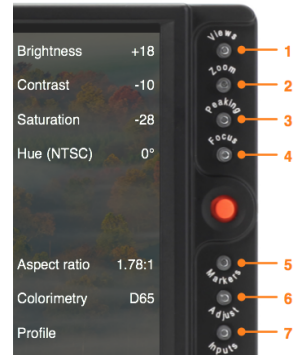 Views
1
Brightness +18
Zoom
2
Contrast -10
Peaking
3
Saturation -28
Focus
4
Hue (NTSC) 0°
Aspect ratio 1.78:1
5
Markers
Colorimetry D65
6
Adjust
Profile
7
Inputs